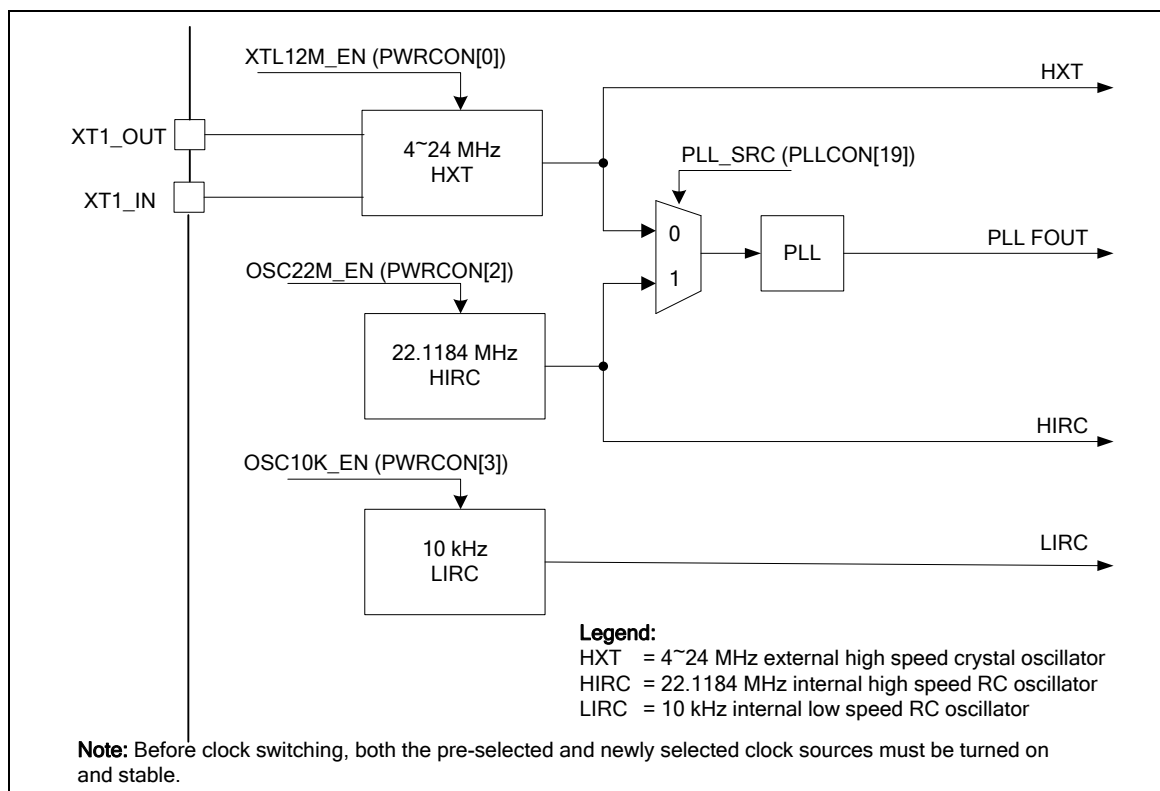 XTL12M_EN (PWRCON[0])
HXT
XT1_OUT
4~24 MHz
HXT
PLL_SRC (PLLCON[19])
XT1_IN
0
PLL
PLL FOUT
OSC22M_EN (PWRCON[2])
1
22.1184 MHz
HIRC
HIRC
OSC10K_EN (PWRCON[3])
10 kHz
LIRC
LIRC
Legend:
HXT = 4~24 MHz external high speed crystal oscillator
HIRC = 22.1184 MHz internal high speed RC oscillator
LIRC = 10 kHz internal low speed RC oscillator
Note: Before clock switching, both the pre-selected and newly selected clock sources must be turned on
and stable.